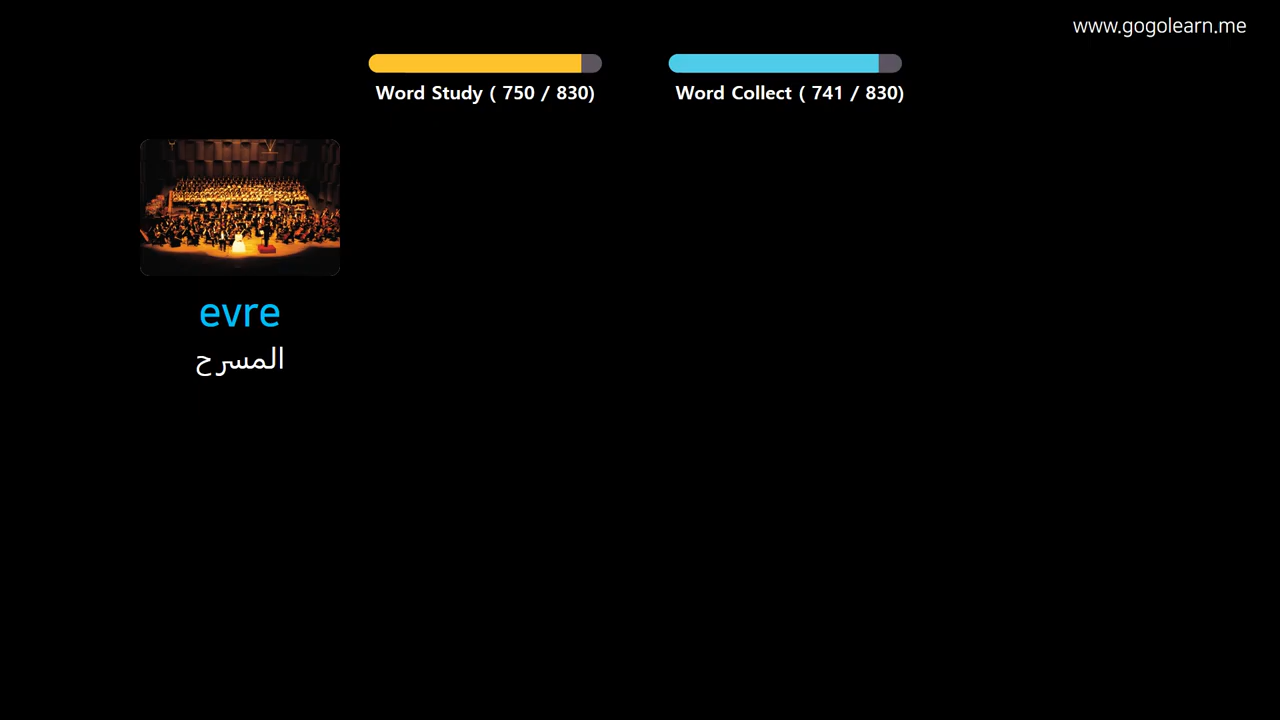 www.gogolearn.me
Word Study ( 750 / 830)
Word Collect ( 741 / 830)
evre
المسرح